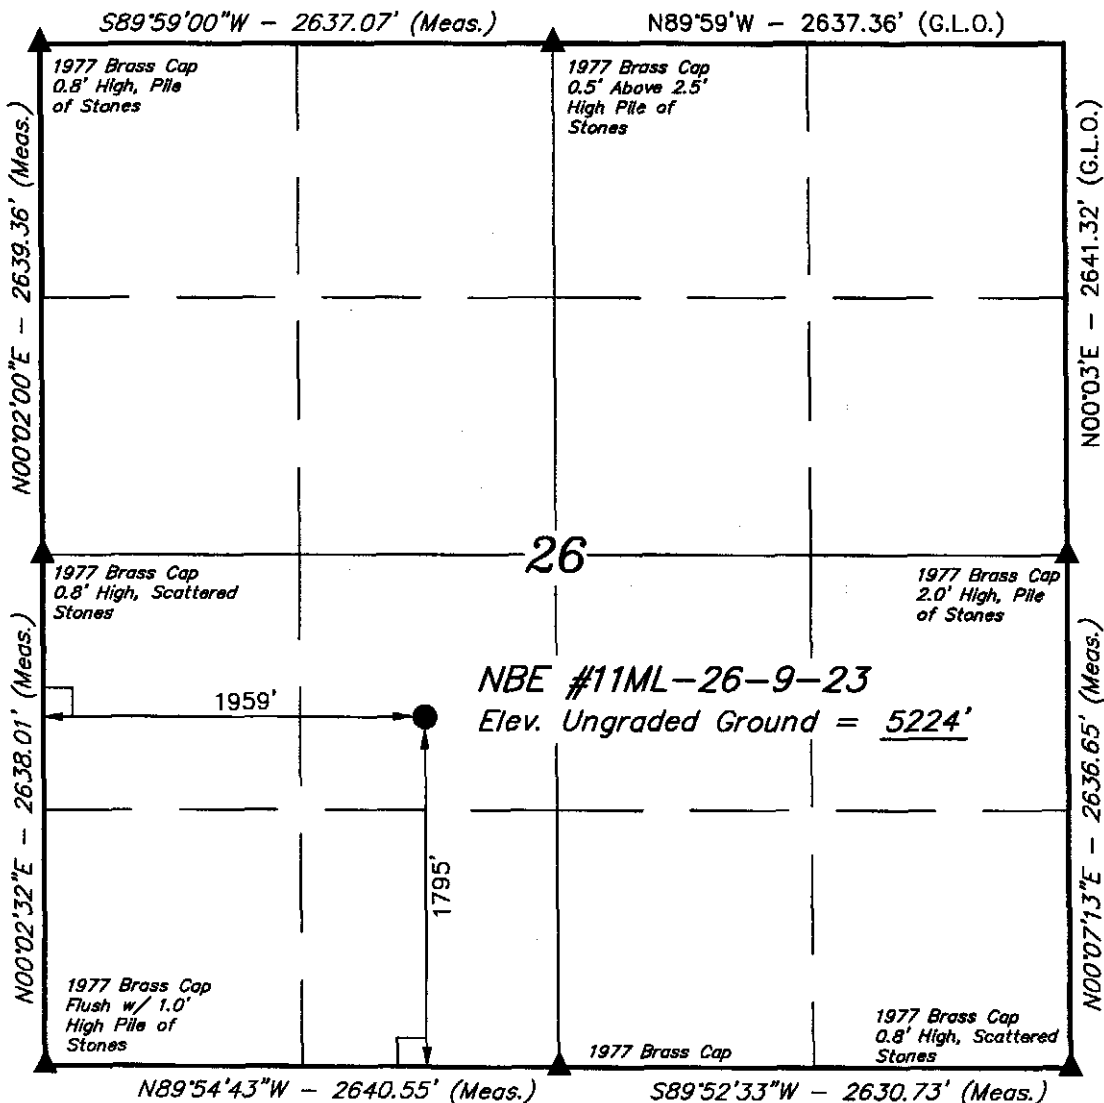 S89°59'00"W - 2637.07' (Meas.)
N89°59'W - 2637.36' (G.L.O.)
1977 Brass Cap
0.8' High, Pile
of Stones
1977 Brass Cap
0.5' Above 2.5'
High Pile of
Stones
N00°02'00"E - 2639.36' (Meas.)
N00°03'E - 2641.32' (G.L.O.)
26
1977 Brass Cap
0.8' High, Scattered
Stones
1977 Brass Cap
2.0' High, Pile
of Stones
N00°02'32"E - 2638.01' (Meas.)
1959'
NBE #11ML-26-9-23
Elev. Ungraded Ground = 5224'
N00°07'13"E - 2636.65' (Meas.)
1795'
1977 Brass Cap
Flush w/ 1.0'
High Pile of
Stones
1977 Brass Cap
1977 Brass Cap
0.8' High, Scattered
Stones
N89°54'43"W - 2640.55' (Meas.)
S89°52'33"W - 2630.73' (Meas.)